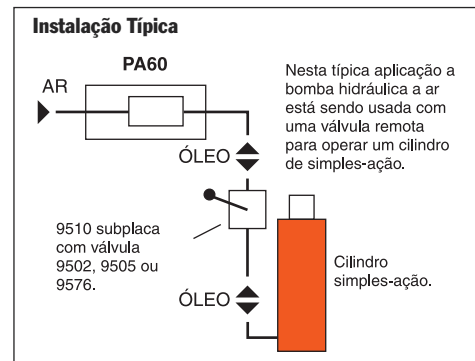 Instalação Típica
PA60
AR
Nesta típica aplicação a
bomba hidráulica a ar
está sendo usada com
uma válvula remota
para operar um cilindro
de simples-ação.
ÓLEO
9510 subplaca
com válvula
9502, 9505 ou
9576.
ÓLEO
Cilindro
simples-ação.